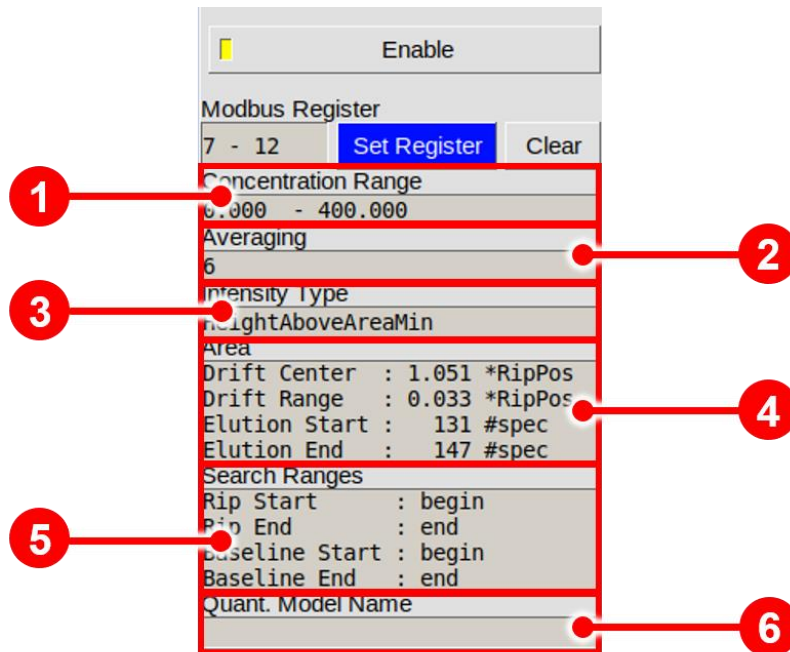 Enable
Modbus Register
7 - 12 Set Register Clear
Concentration Range
1 0.000 - 400.000
Averaging
2
6
Intensity Type
3 HeightAboveAreaMin
Area
Drift Center : 1.051 *RipPos
Drift Range : 0.033 *RipPos
4
Elution Start : 131 #spec
Elution End : 147 #spec
Search Ranges
Rip Start : begin
Rip End : end
5
Baseline Start : begin
Baseline End : end
Quant. Model Name
6